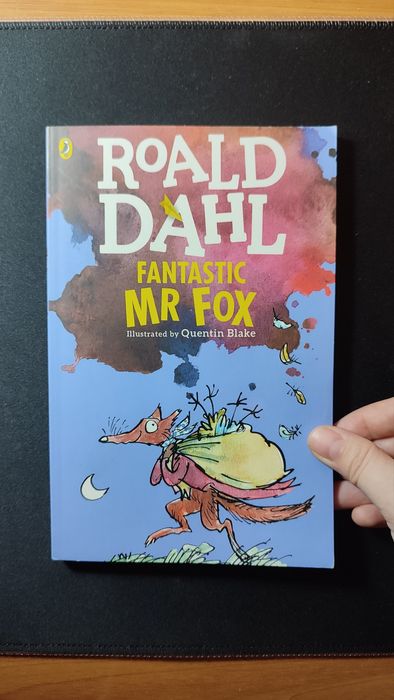 ROALD
DAHL
FANTASTIC
MR FOX
Illustrated by Quentin Blake